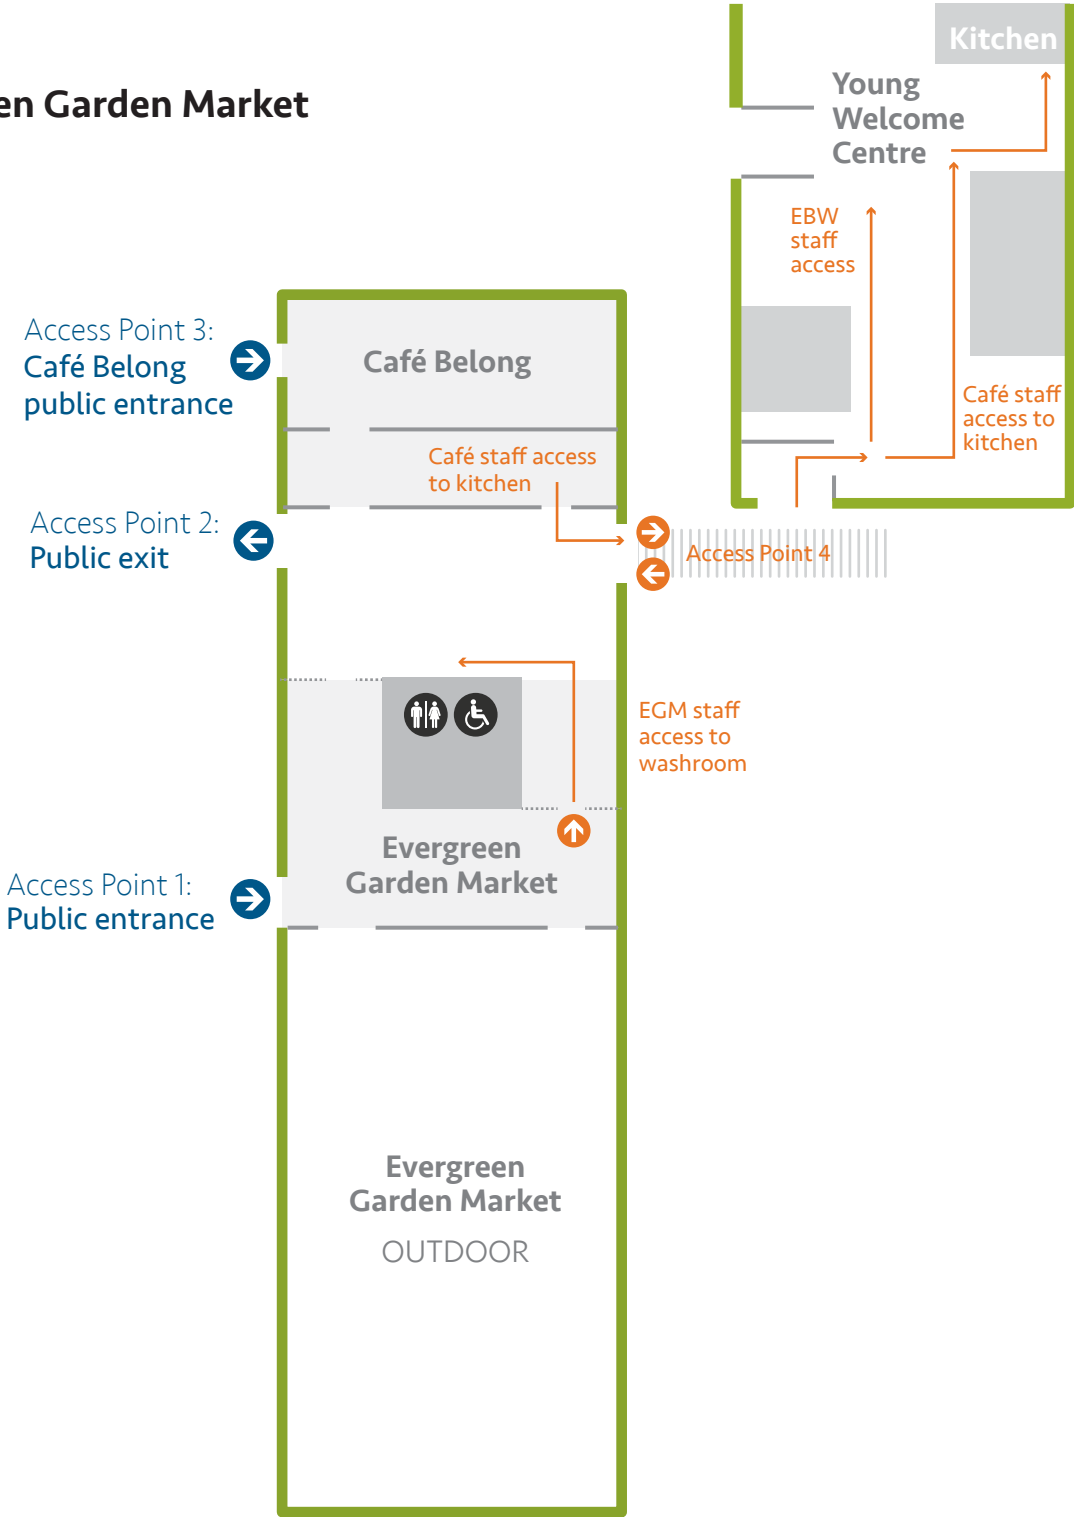 en Garden Market
Kitchen
Young
Welcome
Centre
EBW
staff
access
Café staff
access to
kitchen
Access Point 3:
Café Belong
public entrance
Café Belong
Café staff access
to kitchen
Access Point 2:
Public exit
Access Point 4
EGM staff
access to
washroom
Evergreen
Garden Market
Access Point 1:
Public entrance
Evergreen
Garden Market
OUTDOOR